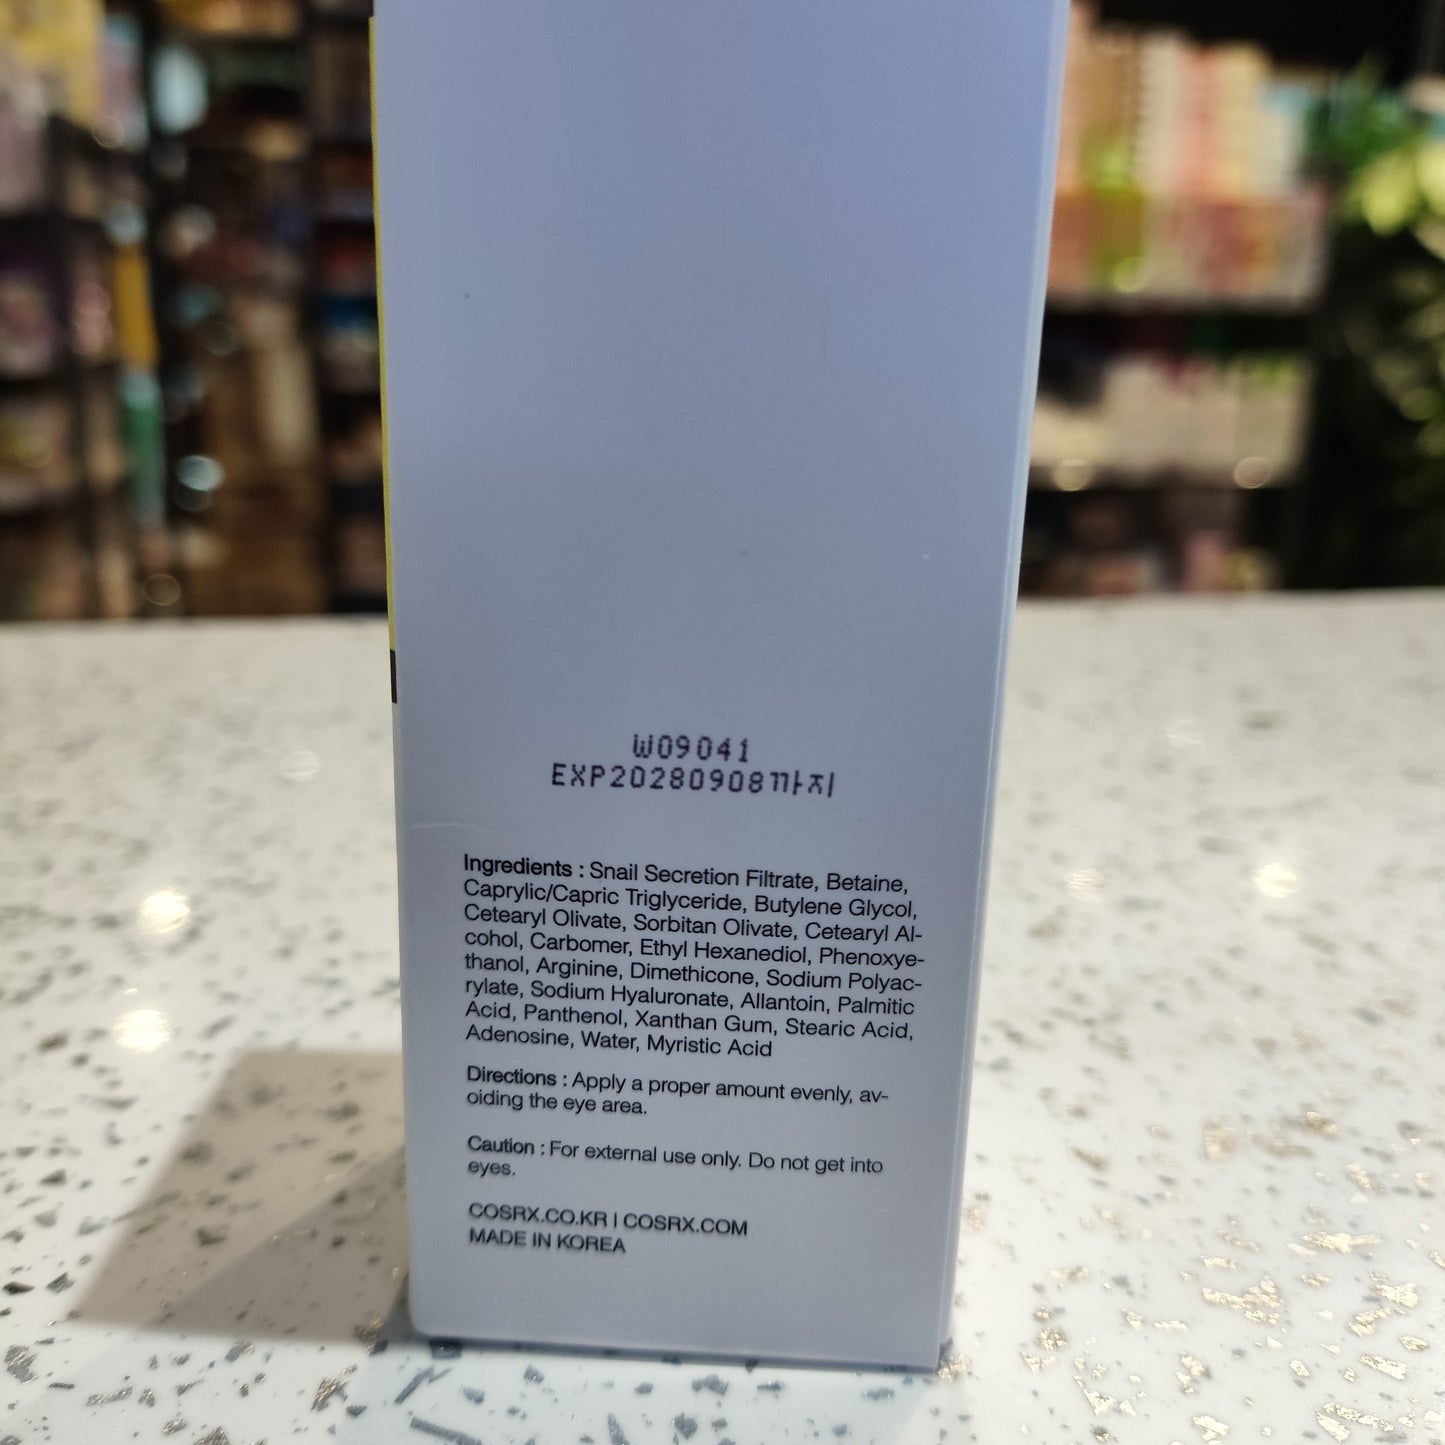 W09041
EXP20280908까지
Ingredients : Snail Secretion Filtrate, Betaine,
Caprylic/Capric Triglyceride, Butylene Glycol,
Cetearyl Olivate, Sorbitan Olivate, Cetearyl Al-
cohol, Carbomer, Ethyl Hexanediol, Phenoxye-
thanol, Arginine, Dimethicone, Sodium Polyac-
rylate, Sodium Hyaluronate, Allantoin, Palmitic
Acid, Panthenol, Xanthan Gum, Stearic Acid,
Adenosine, Water, Myristic Acid
Directions : Apply a proper amount evenly, av-
oiding the eye area.
Caution : For external use only. Do not get into
eyes.
COSRX.CO.KR | COSRX.COM
MADE IN KOREA